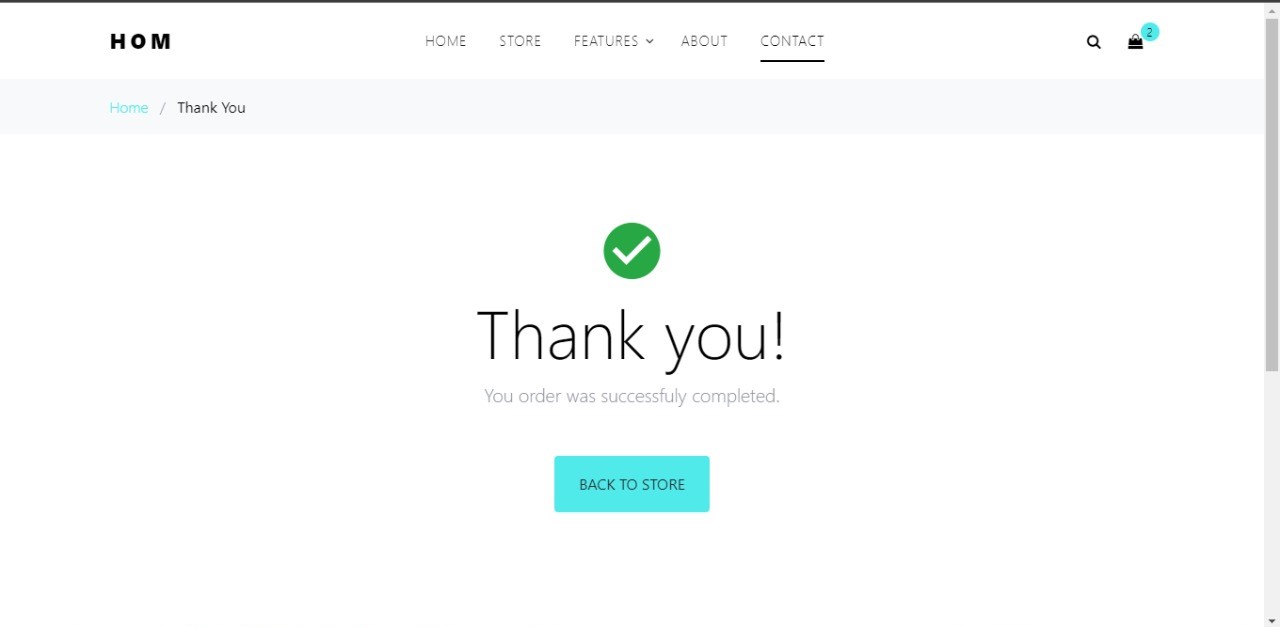 HOM
HOME STORE FEATURES ABOUT CONTACT
2
Home / Thank You
Thank you!
You order was successfuly completed.
BACK TO STORE